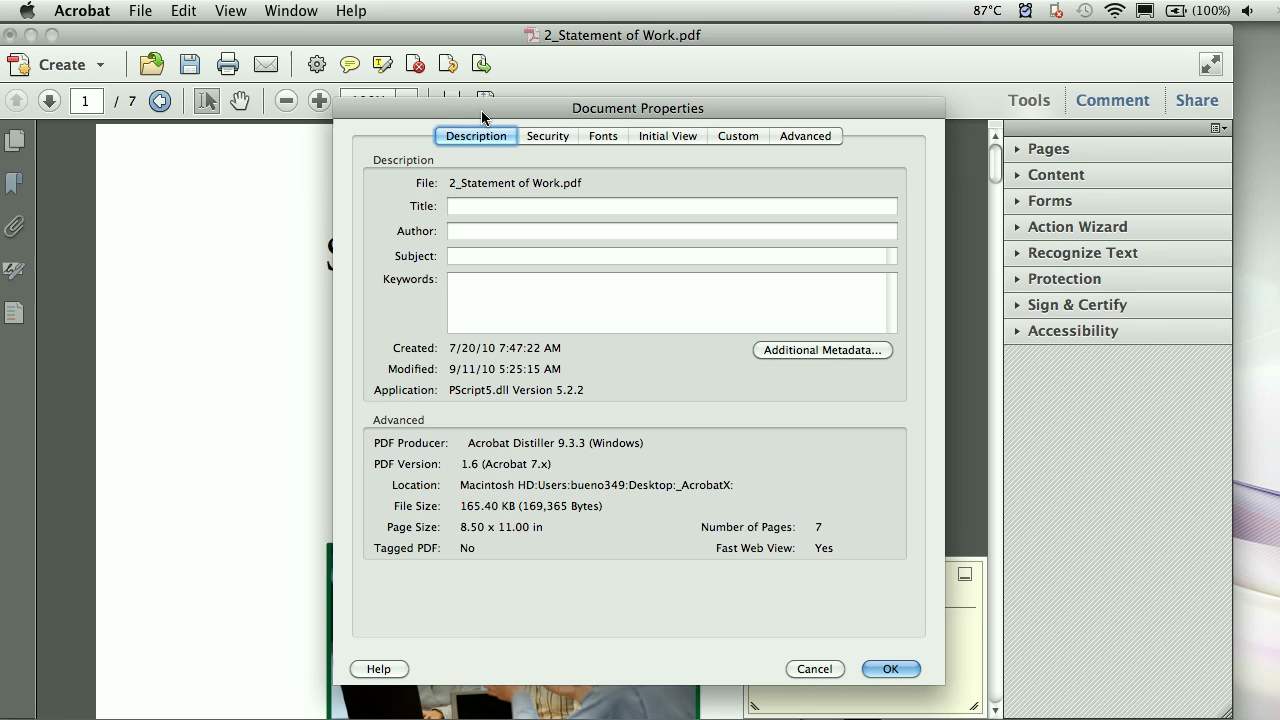 Acrobat File Edit View Window Help 87°C (100%)
2_Statement of Work.pdf
Create
1 / 7 Tools Comment Share
Document Properties
Description Security Fonts Initial View Custom Advanced
Description
File: 2_Statement of Work.pdf
Title:
Author:
Subject:
Keywords:
Created: 7/20/10 7:47:22 AM
Additional Metadata...
Modified: 9/11/10 5:25:15 AM
Application: PScript5.dll Version 5.2.2
Advanced
PDF Producer: Acrobat Distiller 9.3.3 (Windows)
PDF Version: 1.6 (Acrobat 7.x)
Location: Macintosh HD:Users:bueno349:Desktop:_AcrobatX:
File Size: 165.40 KB (169,365 Bytes)
Page Size: 8.50 x 11.00 in Number of Pages: 7
Tagged PDF: No Fast Web View: Yes
Help Cancel OK
Pages
Content
Forms
Action Wizard
Recognize Text
Protection
Sign & Certify
Accessibility